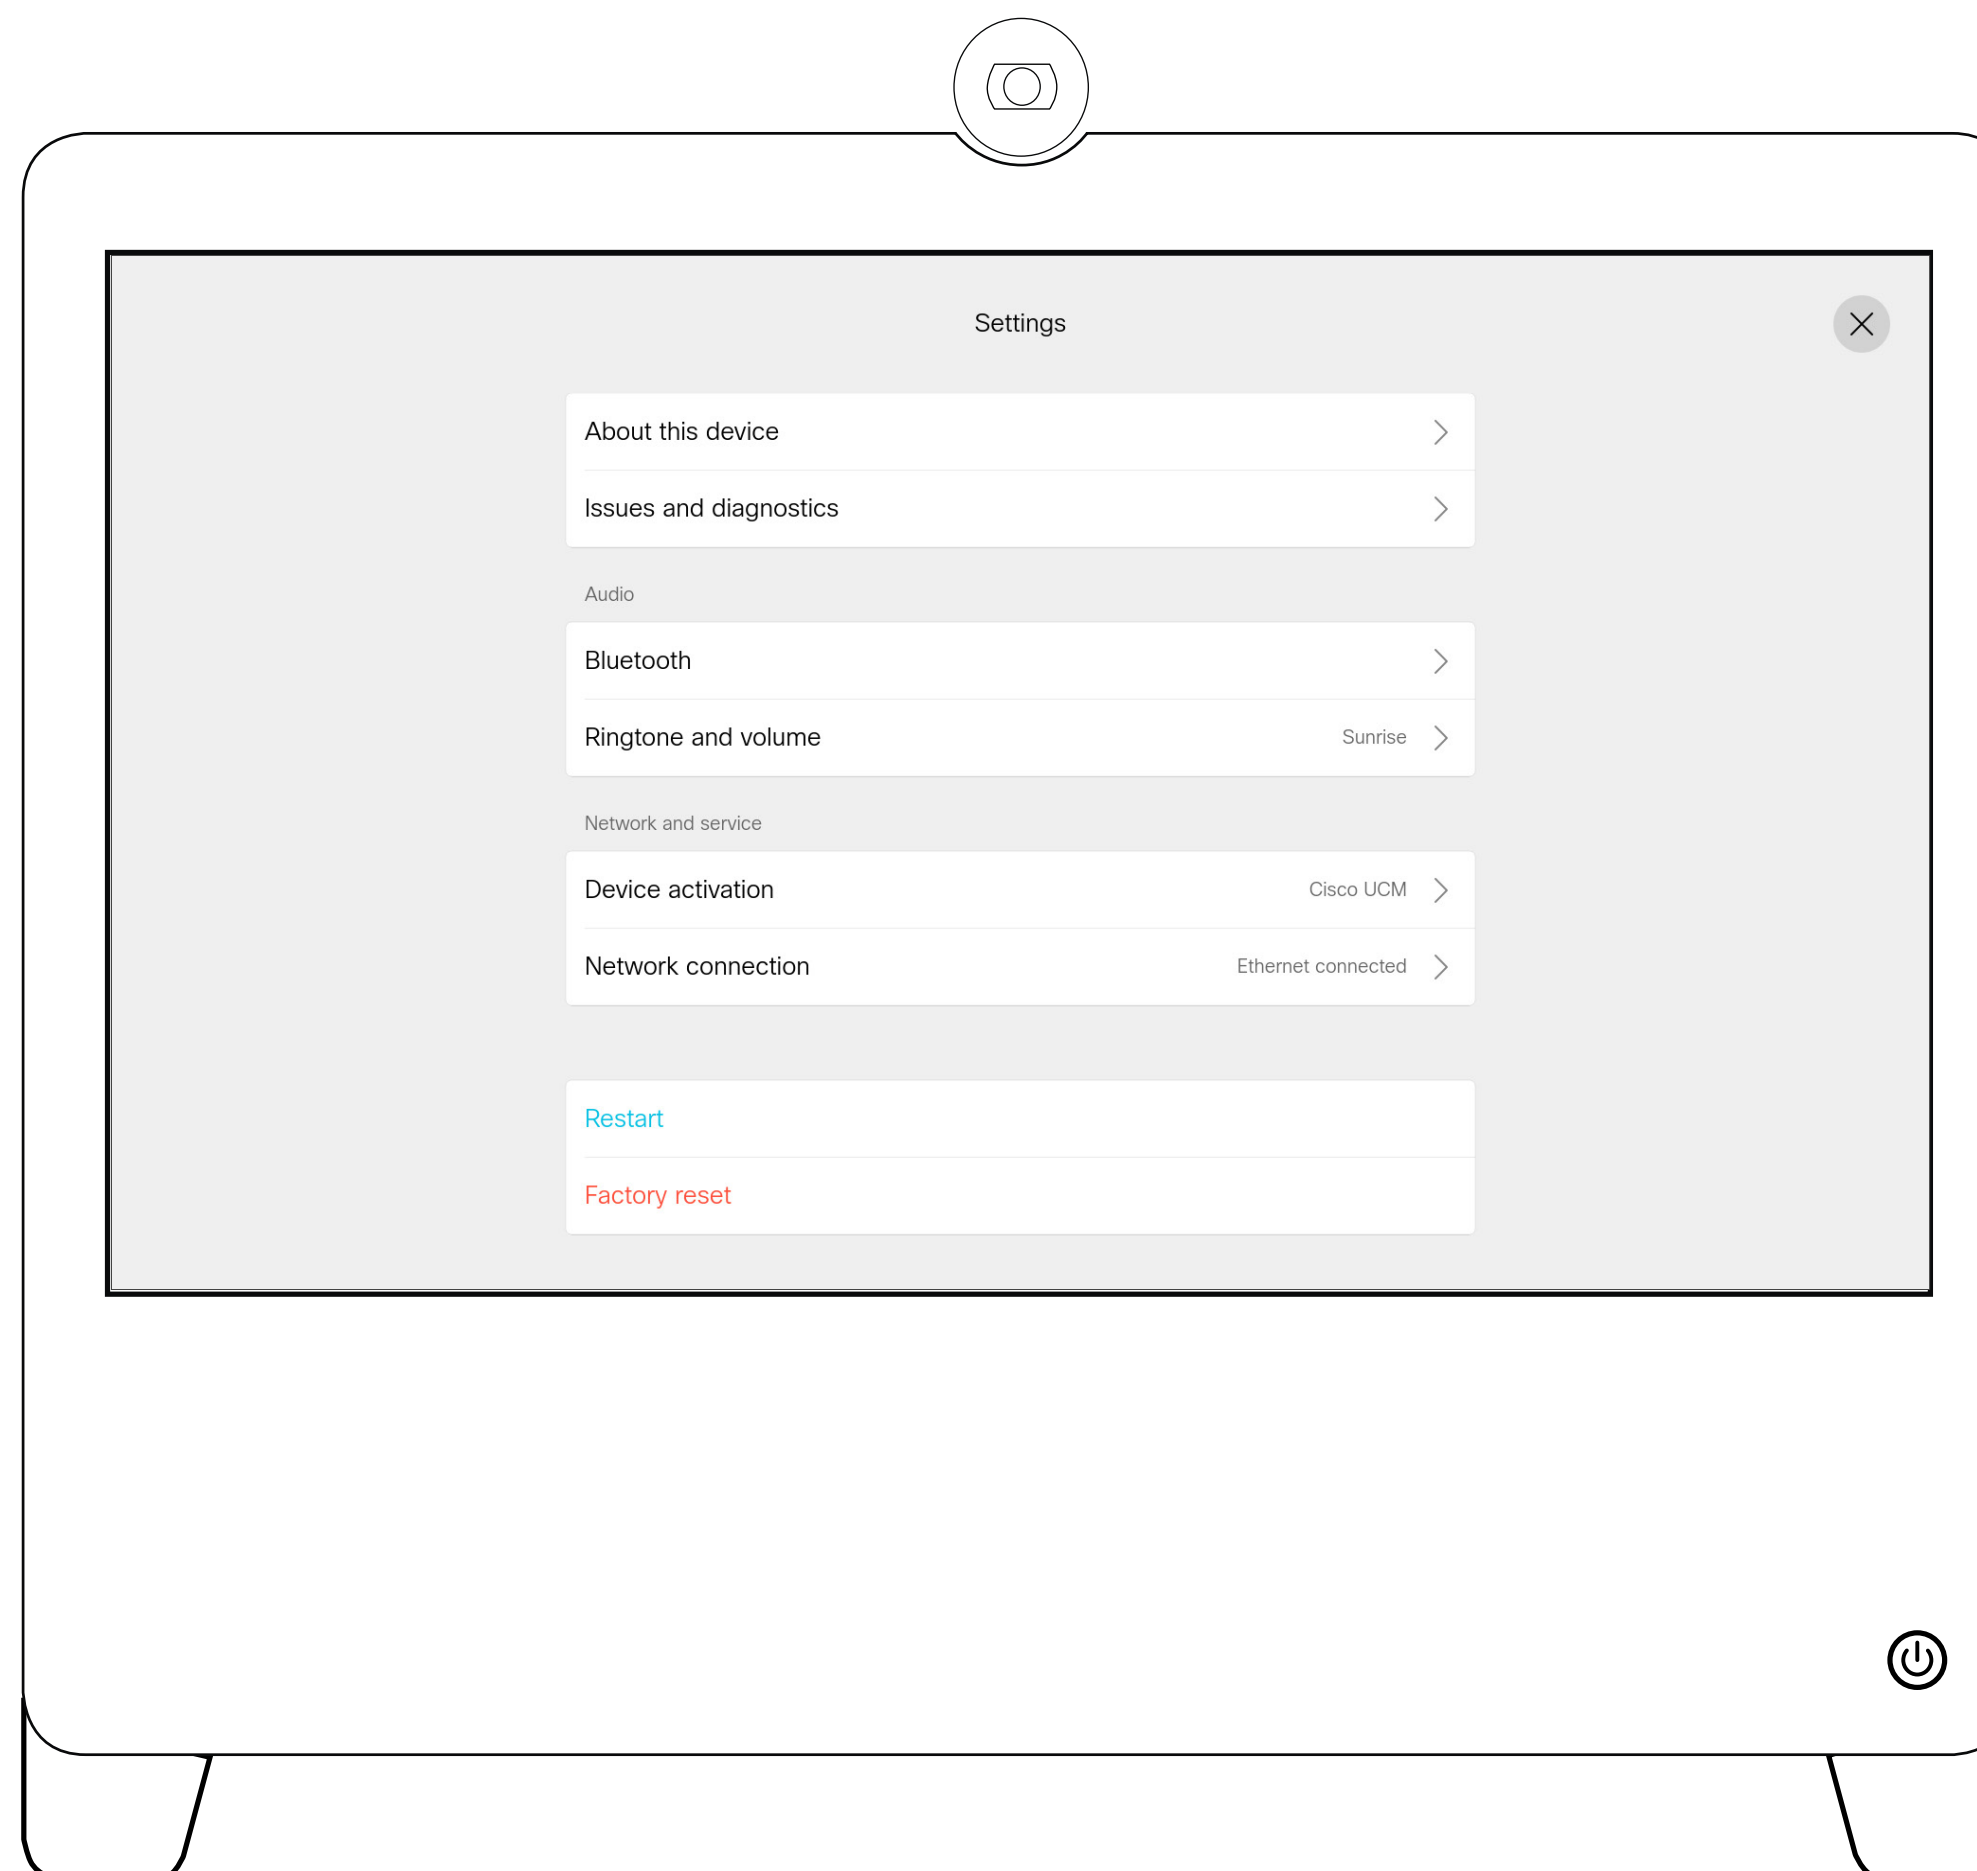 Settings
About this device
Issues and diagnostics
Audio
Bluetooth
Ringtone and volume Sunrise
Network and service
Device activation Cisco UCM
Network connection Ethernet connected
Restart
Factory reset